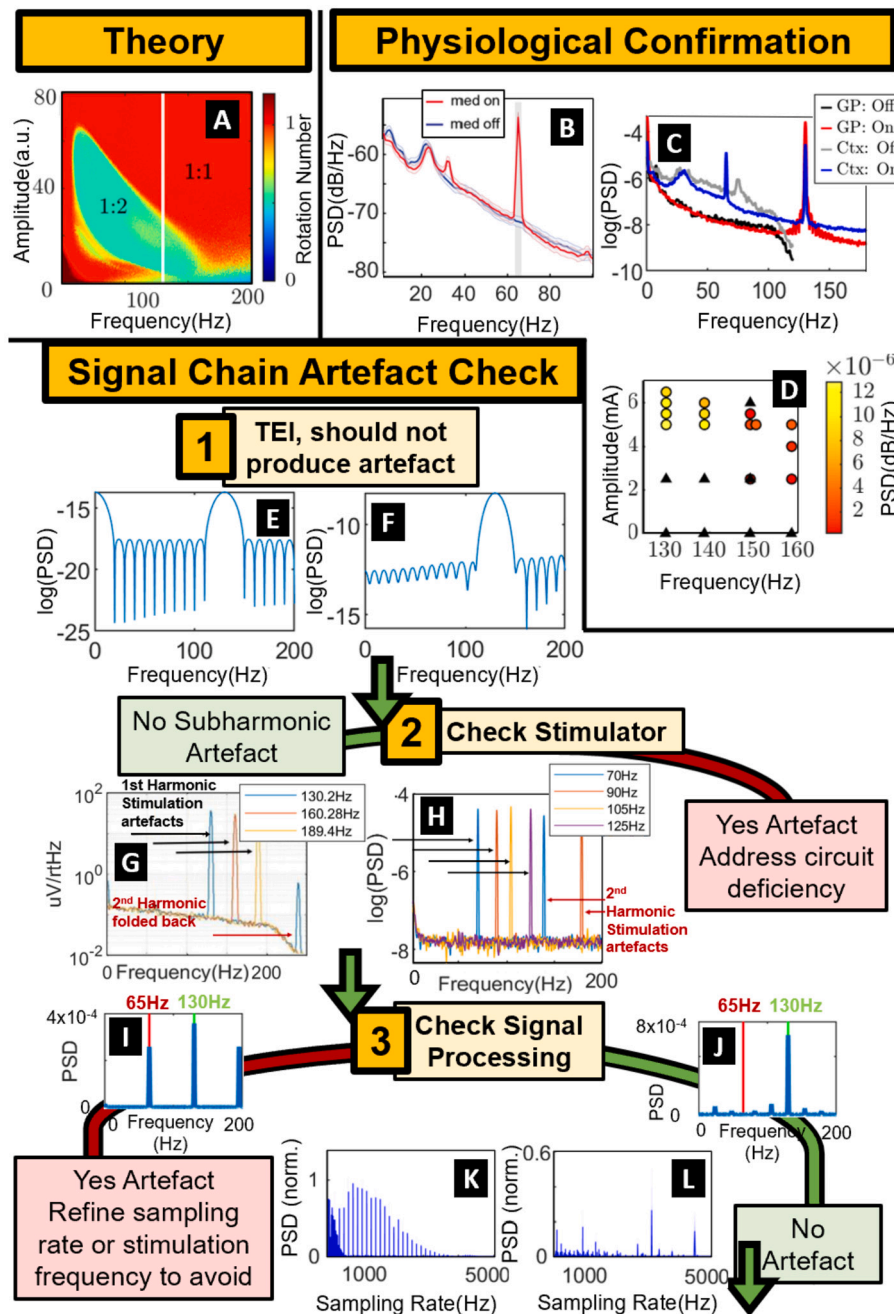 Theory
Physiological Confirmation
80
40
0
Amplitude(a.u.)
A
1:1
1:2
0
100
200
Frequency(Hz)
1
0
Rotation Number
med on
med off
B
-60
-70
-80
PSD(dB/Hz)
20
40
60
80
Frequency(Hz)
GP: Off
GP: On
Ctx: Off
Ctx: On
C
-4
-6
-8
-10
log(PSD)
0
50
100
150
Frequency(Hz)
Signal Chain Artefact Check
D
6
4
2
0
Amplitude(mA)
130
140
150
160
Frequency(Hz)
×10-6
12
10
8
6
4
2
PSD(dB/Hz)
1
TEI, should not
produce artefact
E
-15
-20
-25
log(PSD)
0
100
200
Frequency(Hz)
F
-10
-15
log(PSD)
0
100
200
Frequency(Hz)
No Subharmonic
Artefact
2
Check Stimulator
Yes Artefact
Address circuit
deficiency
1st Harmonic
Stimulation
artefacts
130.2Hz
160.28Hz
189.4Hz
G
2nd Harmonic
folded back
10²
10⁰
10-2
uV/rtHz
0
Frequency(Hz)
200
70Hz
90Hz
105Hz
125Hz
H
-4
-6
-8
log(PSD)
2nd
Harmonic
Stimulation
artefacts
0
Frequency(Hz)
200
3
Check Signal
Processing
65Hz
130Hz
4x10-4
I
0
PSD
0
Frequency
200
(Hz)
65Hz
130Hz
8x10-4
J
0
PSD
0
Frequency
200
(Hz)
Yes Artefact
Refine sampling
rate or stimulation
frequency to avoid
K
1
0
PSD (norm.)
1000
5000
Sampling Rate(Hz)
L
0.6
0
PSD (norm.)
1000
5000
Sampling Rate(Hz)
No
Artefact